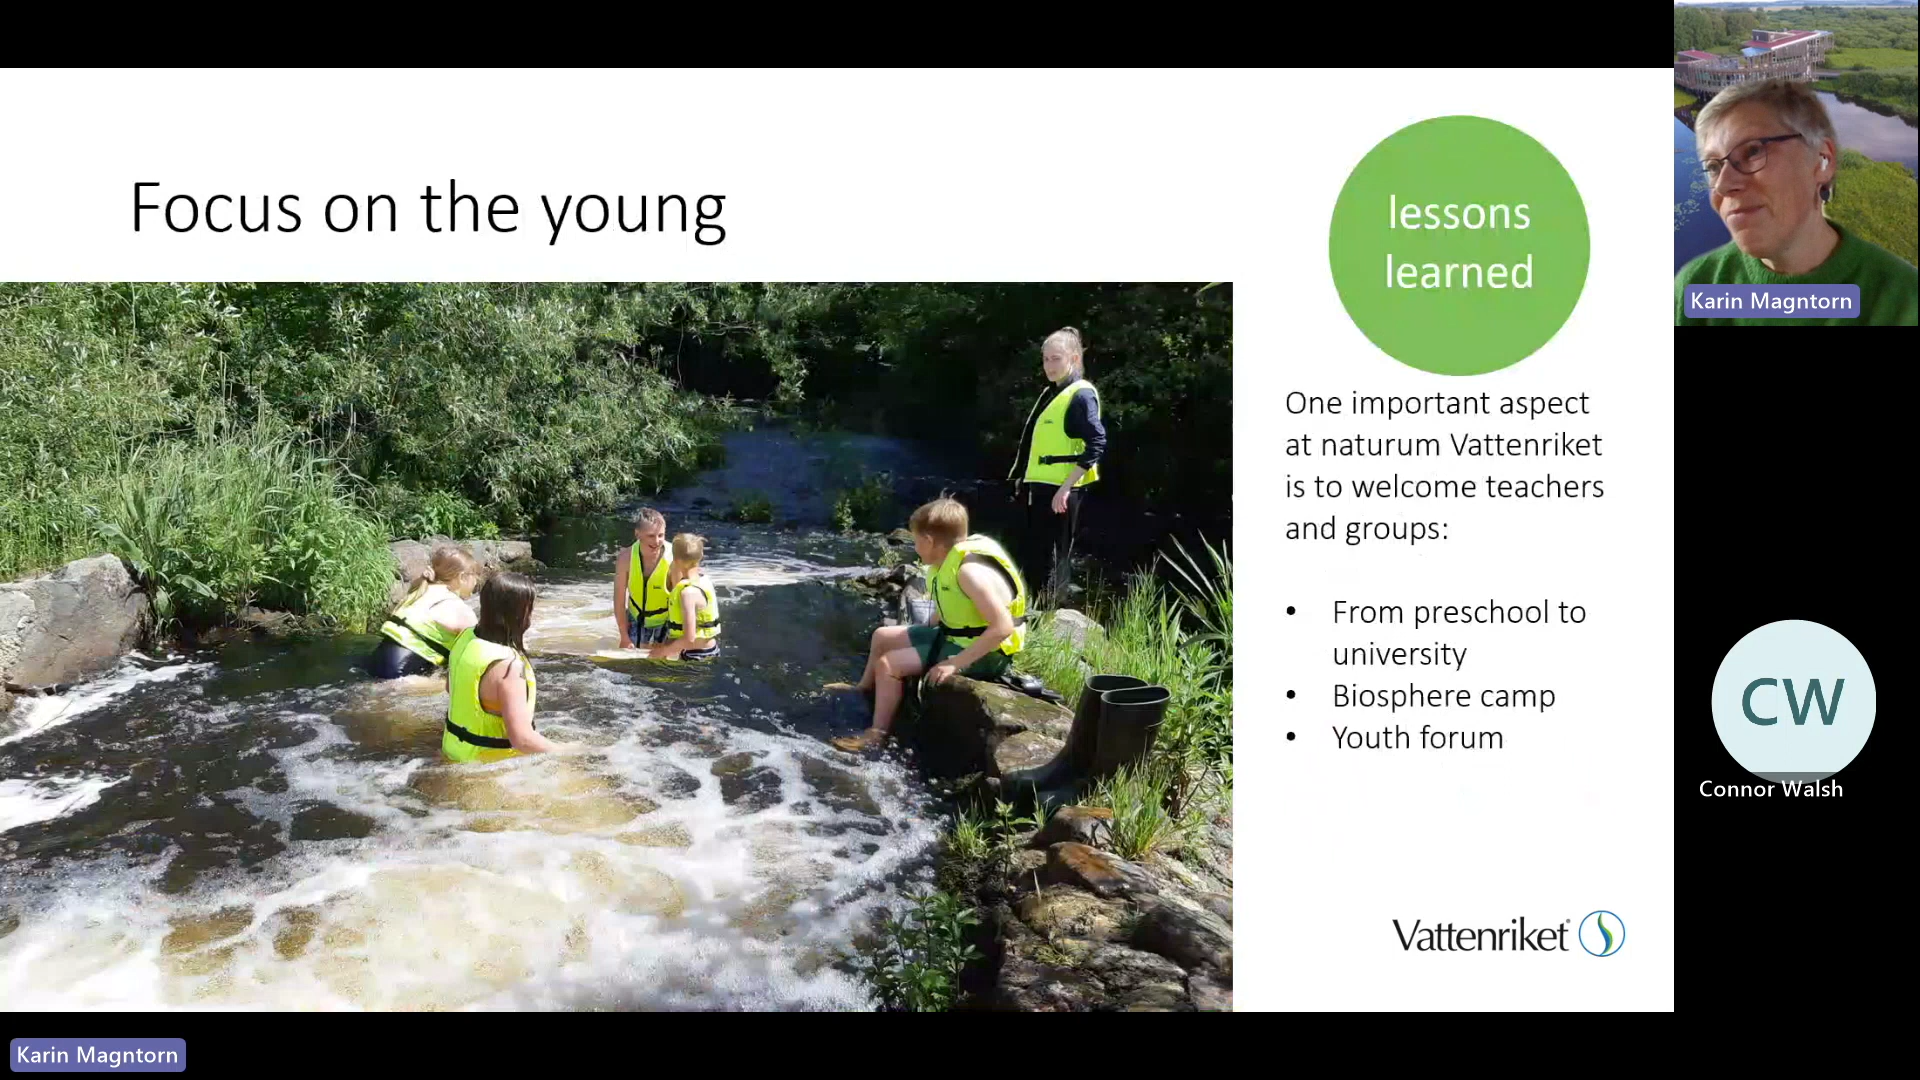 Focus on the young
lessons
learned
One important aspect
at naturum Vattenriket
is to welcome teachers
and groups:
• From preschool to
university
• Biosphere camp
• Youth forum
Vattenriket
Karin Magntorn
CW
Connor Walsh
Karin Magntorn